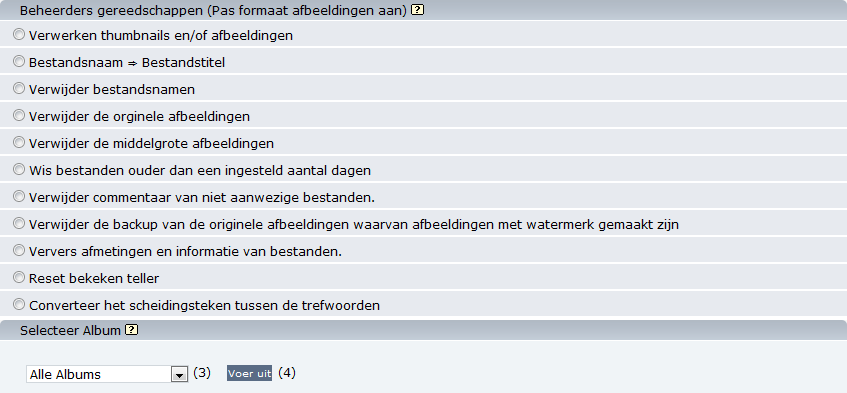 Beheerders gereedschappen (Pas formaat afbeeldingen aan) ?
Verwerken thumbnails en/of afbeeldingen
Bestandsnaam ⇒ Bestandstitel
Verwijder bestandsnamen
Verwijder de orginele afbeeldingen
Verwijder de middelgrote afbeeldingen
Wis bestanden ouder dan een ingesteld aantal dagen
Verwijder commentaar van niet aanwezige bestanden.
Verwijder de backup van de originele afbeeldingen waarvan afbeeldingen met watermerk gemaakt zijn
Ververs afmetingen en informatie van bestanden.
Reset bekeken teller
Converteer het scheidingsteken tussen de trefwoorden
Selecteer Album ?
Alle Albums (3) Voer uit (4)